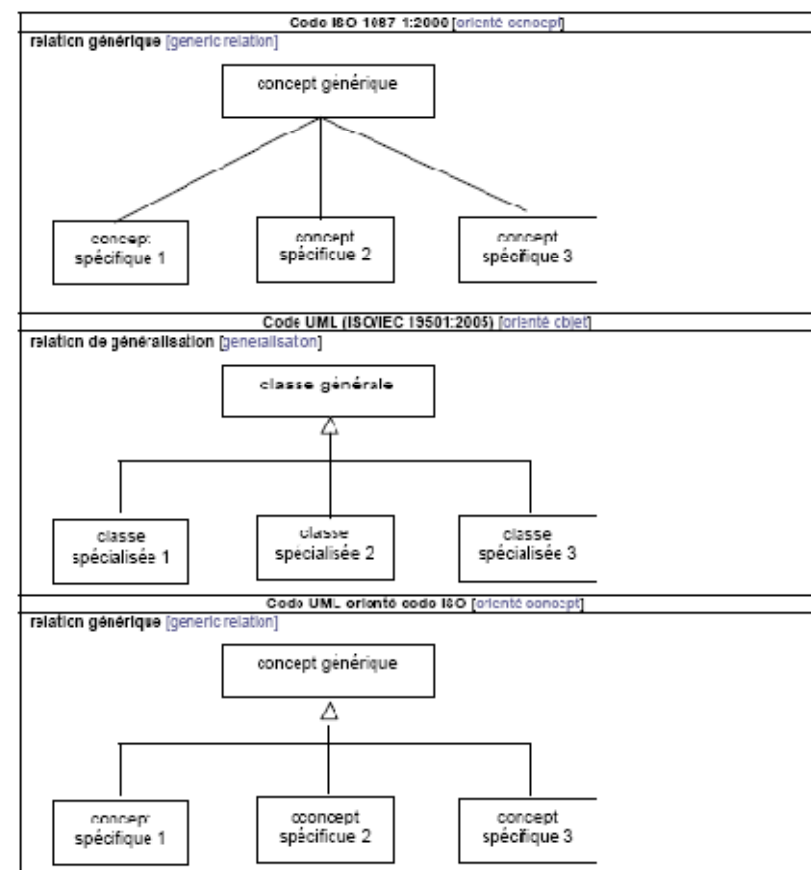 Code ISO 1087 1:2000 [orienté concept]
relation générique [generic relation]
concept générique
concept
spécifique 1
concept
spécifique 2
concept
spécifique 3
Code UML (ISO/IEC 19501:2005) [orienté objet]
relation de généralisation [generalisation]
classe générale
classe
spécialisée 1
classe
spécialisée 2
classe
spécialisée 3
Code UML orienté code ISO [orienté concept]
relation générique [generic relation]
concept générique
concept
spécifique 1
cconcept
spécifique 2
concept
spécifique 3